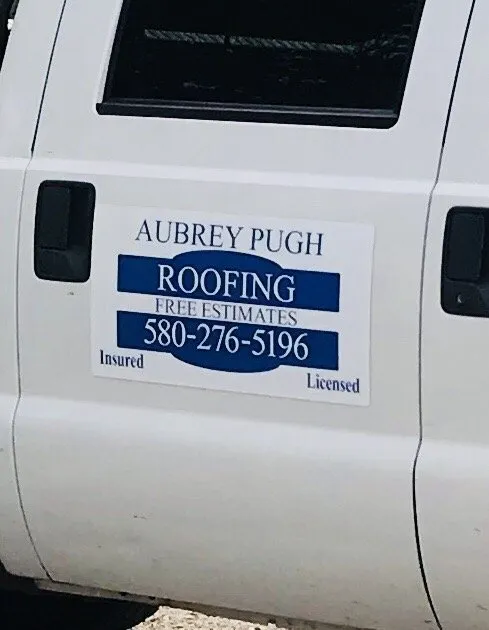 AUBREY PUGH
ROOFING
FREE ESTIMATES
580-276-5196
Insured
Licensed